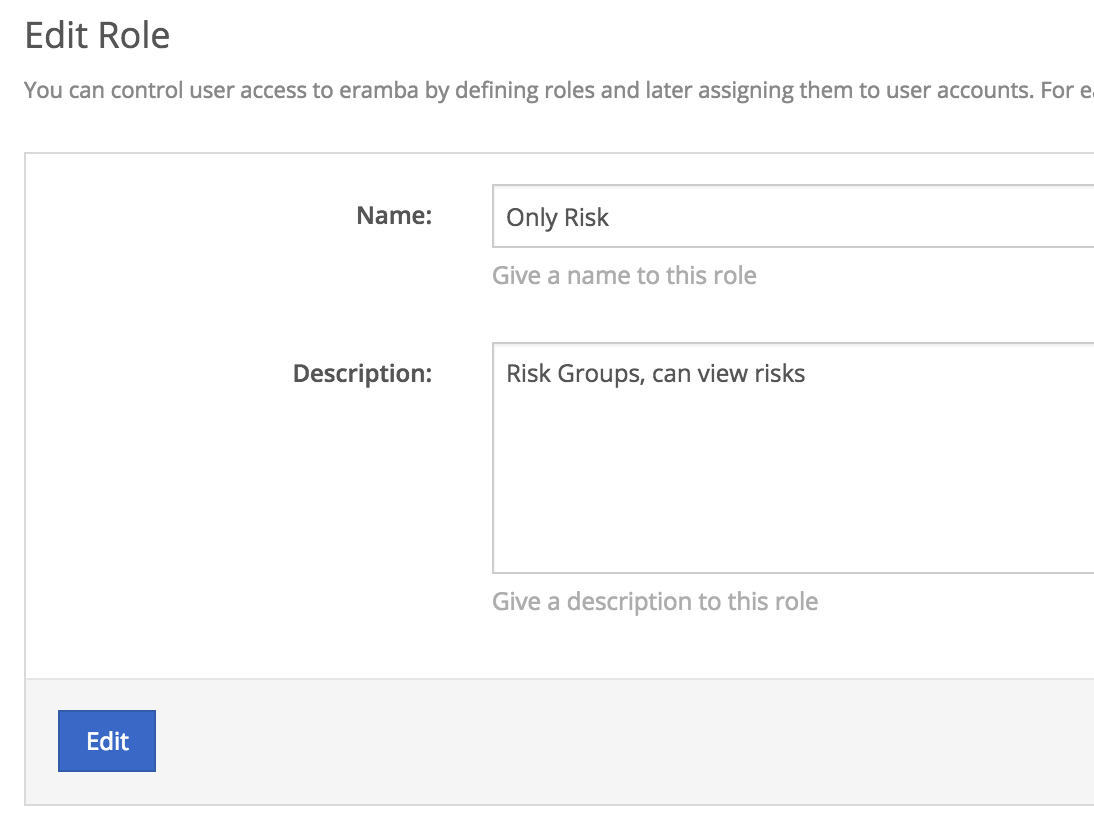 Edit Role
You can control user access to eramba by defining roles and later assigning them to user accounts. For
Name:
Only Risk
Give a name to this role
Description:
Risk Groups, can view risks
Give a description to this role
Edit